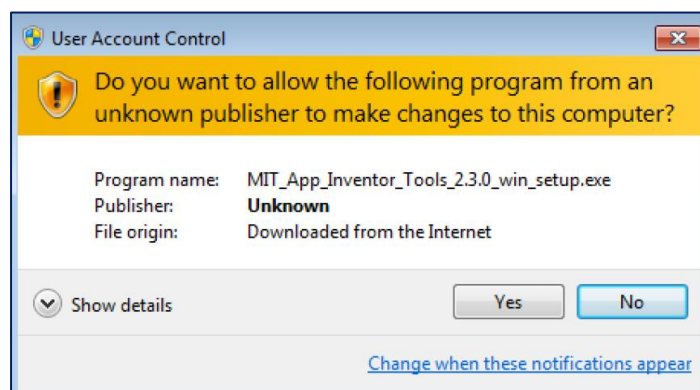 User Account Control
Do you want to allow the following program from an
unknown publisher to make changes to this computer?
Program name: MIT_App_Inventor_Tools_2.3.0_win_setup.exe
Publisher: Unknown
File origin: Downloaded from the Internet
Show details Yes No
Change when these notifications appear